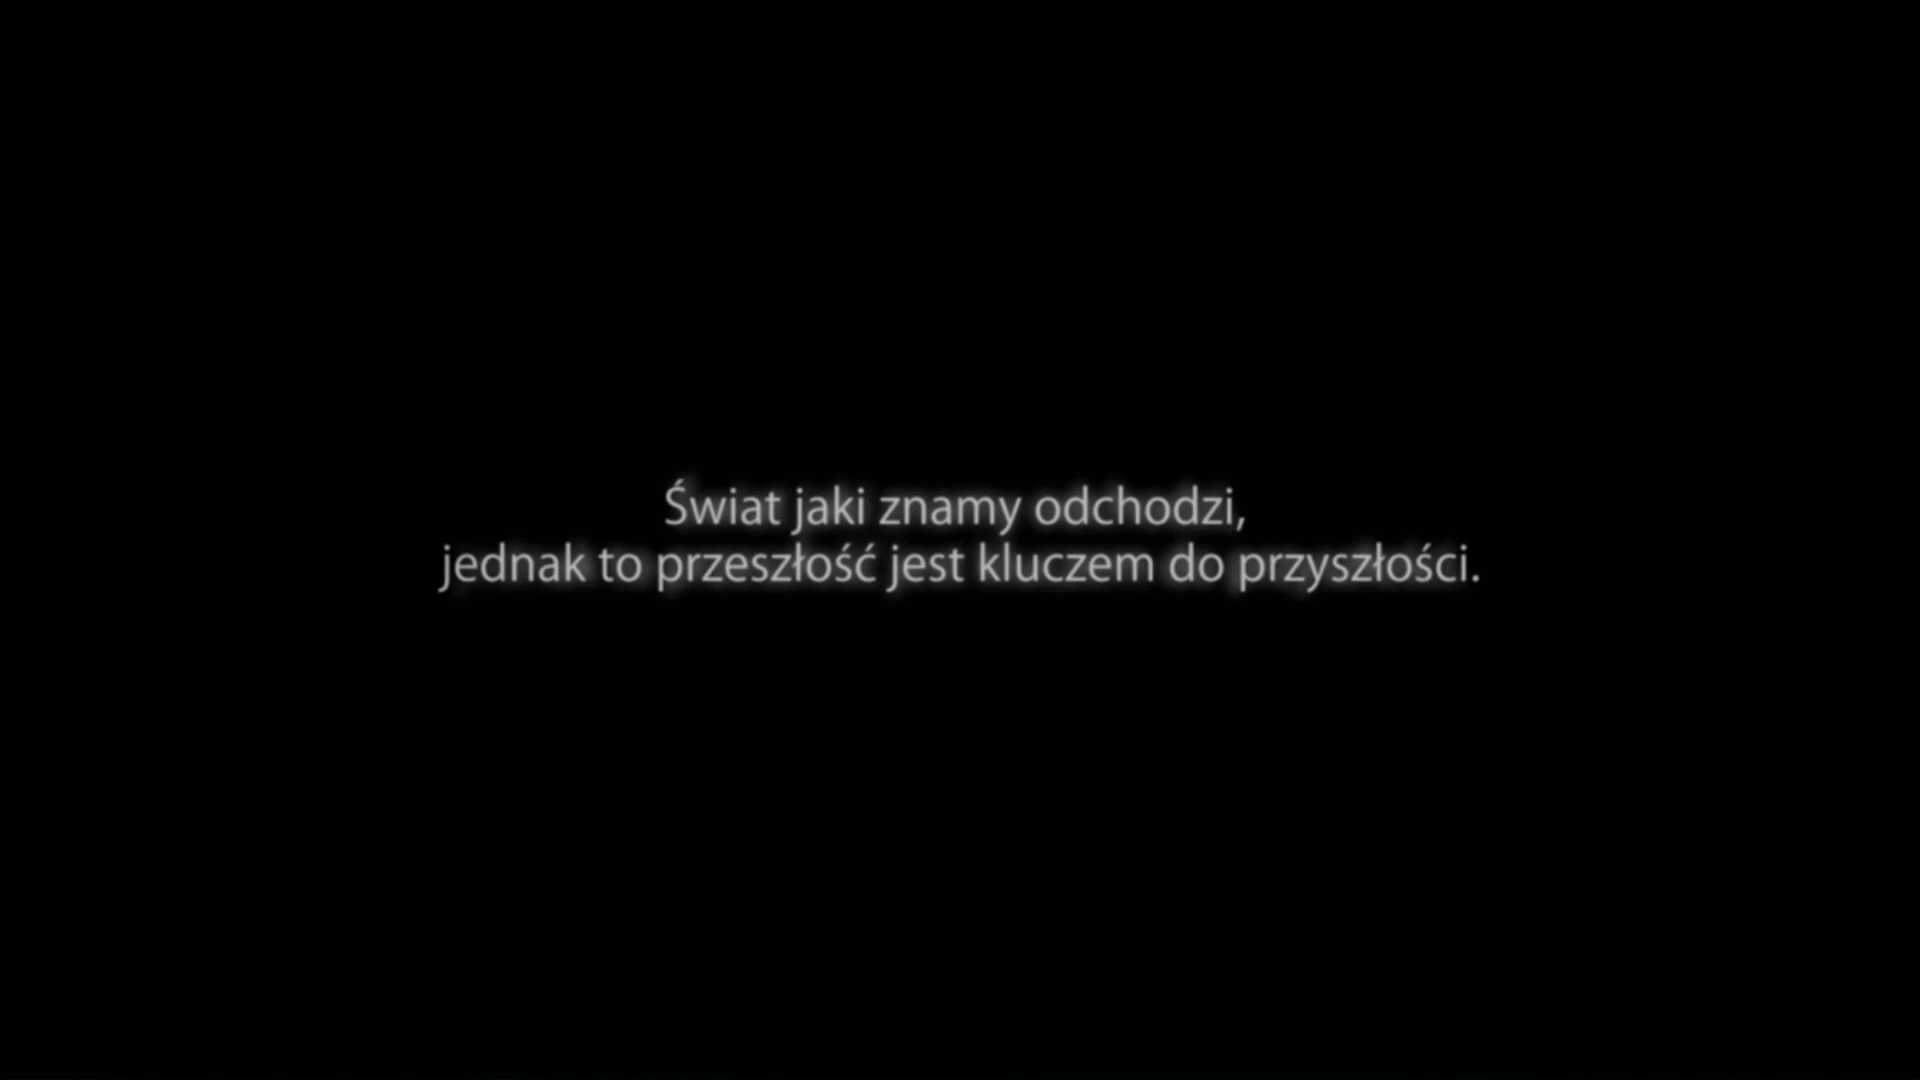 Świat jaki znamy odchodzi,
jednak to przeszłość jest kluczem do przyszłości.